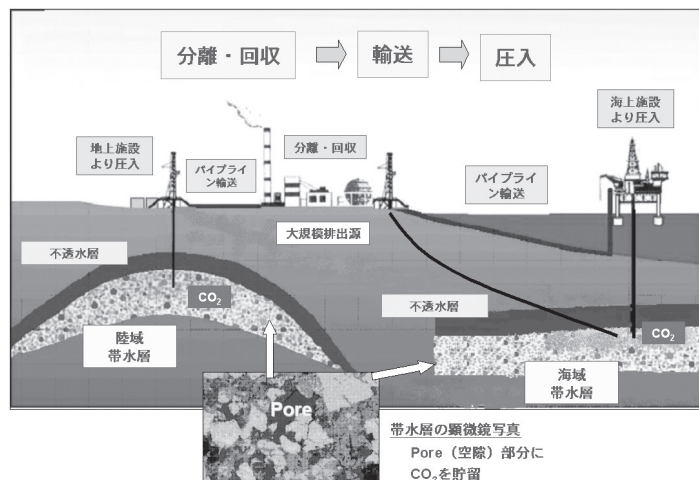 分離・回収
輸送
圧入
海上施設
より圧入
地上施設
より圧入
パイプライ
ン輸送
分離・回収
パイプライ
ン輸送
大規模排出源
不透水層
CO₂
陸域
帯水層
不透水層
CO₂
海域
帯水層
Pore
帯水層の顕微鏡写真
Pore（空隙）部分に
CO₂を貯留